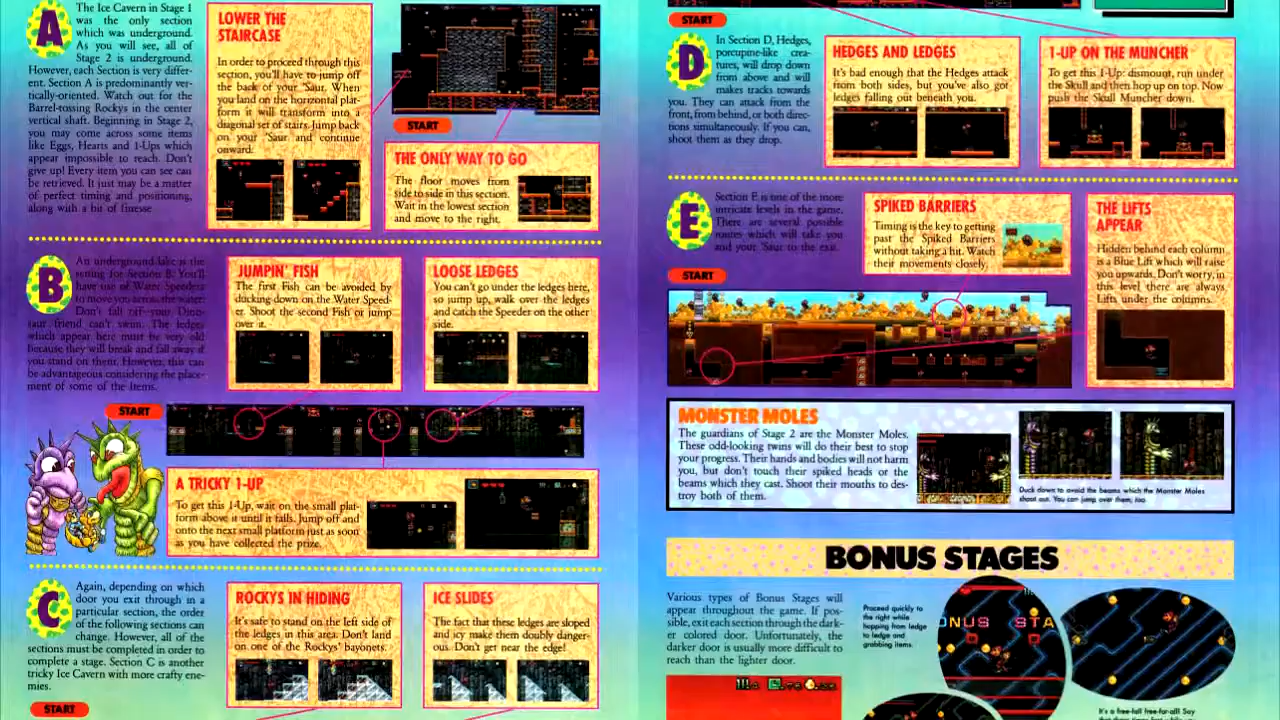 A
The Ice Cavern in Stage 1
was the only section
which was underground.
As you will see, all of
Stage 2 is underground.
However, each Section is very differ-
ent. Section A is predominantly ver-
tically-oriented. Watch out for the
Barrel-tossing Rockys in the center
vertical shaft. Beginning in Stage 2,
you may come across some items
like Eggs, Hearts and 1-Ups which
appear impossible to reach. Don't
give up! Every item you can see can
be retrieved. It just may be a matter
of perfect timing and positioning,
along with a bit of finesse
LOWER THE
STAIRCASE
In order to proceed through this
section, you'll have to jump off
the back of your 'Saur. When
you land on the horizontal plat-
form it will transform into a
diagonal set of stairs. Jump back
on your 'Saur and continue
onward.
START
THE ONLY WAY TO GO
The floor moves from
side to side in this section.
Wait in the lowest section
and move to the right.
B
An underground lake is the
setting for Section B. You'll
have use of Water Speeders
to move you across the water.
Don't fall off—your Dino-
saur friend can't swim. The ledges
which appear here must be very old
because they will break and fall away if
you stand on them. However, this can
be advantageous considering the place-
ment of some of the items.
JUMPIN' FISH
The first Fish can be avoided by
ducking down on the Water Speed-
er. Shoot the second Fish or jump
over it.
LOOSE LEDGES
You can't go under the ledges here,
so jump up, walk over the ledges
and catch the Speeder on the other
side.
START
A TRICKY 1-UP
To get this 1-Up, wait on the small plat-
form above it until it falls. Jump off and
onto the next small platform just as soon
as you have collected the prize.
C
Again, depending on which
door you exit through in a
particular section, the order
of the following sections can
change. However, all of the
sections must be completed in order to
complete a stage. Section C is another
tricky Ice Cavern with more crafty ene-
mies.
ROCKYS IN HIDING
It's safe to stand on the left side of
the ledges in this area. Don't land
on one of the Rockys' bayonets.
ICE SLIDES
The fact that these ledges are sloped
and icy make them doubly danger-
ous. Don't get near the edge!
START
START
D
In Section D, Hedges,
porcupine-like crea-
tures, will drop down
from above and will
makes tracks towards
you. They can attack from the
front, from behind, or both direc-
tions simultaneously. If you can,
shoot them as they drop.
HEDGES AND LEDGES
It's bad enough that the Hedges attack
from both sides, but you've also got
ledges falling out beneath you.
1-UP ON THE MUNCHER
To get this 1-Up: dismount, run under
the Skull and then hop up on top. Now
push the Skull Muncher down.
E
Section E is one of the more
intricate levels in the game.
There are several possible
routes which will take you
and your 'Saur to the exit.
SPIKED BARRIERS
Timing is the key to getting
past the Spiked Barriers
without taking a hit. Watch
their movements closely.
THE LIFTS
APPEAR
Hidden behind each column
is a Blue Lift which will raise
you upwards. Don't worry, in
this level, there are always
Lifts under the columns.
START
MONSTER MOLES
The guardians of Stage 2 are the Monster Moles.
These odd-looking twins will do their best to stop
your progress. Their hands and bodies will not harm
you, but don't touch their spiked heads or the
beams which they cast. Shoot their mouths to des-
troy both of them.
Duck down to avoid the beams which the Monster Moles
shoot out. You can jump over them, too.
BONUS STAGES
Various types of Bonus Stages will
appear throughout the game. If pos-
sible, exit each section through the dark-
er colored door. Unfortunately, the
darker door is usually more difficult to
reach than the lighter door.
Proceed quickly to
the right while
hopping from ledge
to ledge and
grabbing items.
ONUS STA
It's a free-fall free-for-all! Say